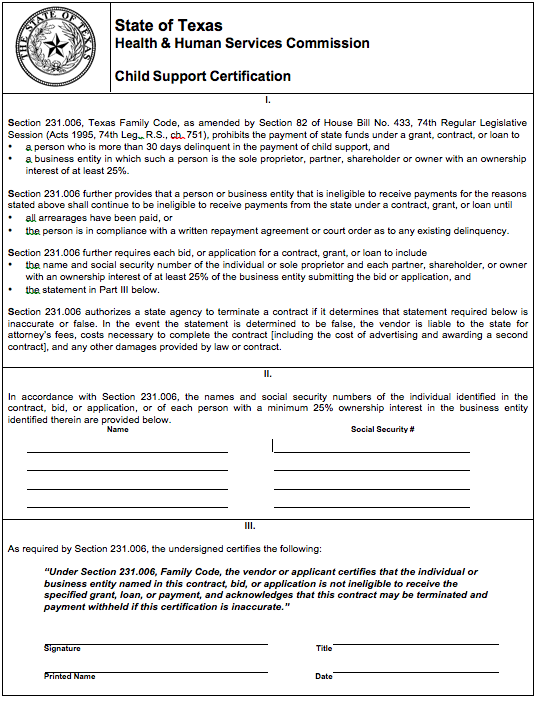 THE STATE OF TEXAS
State of Texas
Health & Human Services Commission
Child Support Certification
I.
Section 231.006, Texas Family Code, as amended by Section 82 of House Bill No. 433, 74th Regular Legislative
Session (Acts 1995, 74th Leg., R.S., ch. 751), prohibits the payment of state funds under a grant, contract, or loan to
• a person who is more than 30 days delinquent in the payment of child support, and
• a business entity in which such a person is the sole proprietor, partner, shareholder or owner with an ownership
interest of at least 25%.
Section 231.006 further provides that a person or business entity that is ineligible to receive payments for the reasons
stated above shall continue to be ineligible to receive payments from the state under a contract, grant, or loan until
• all arrearages have been paid, or
• the person is in compliance with a written repayment agreement or court order as to any existing delinquency.
Section 231.006 further requires each bid, or application for a contract, grant, or loan to include
• the name and social security number of the individual or sole proprietor and each partner, shareholder, or owner
with an ownership interest of at least 25% of the business entity submitting the bid or application, and
• the statement in Part III below.
Section 231.006 authorizes a state agency to terminate a contract if it determines that statement required below is
inaccurate or false. In the event the statement is determined to be false, the vendor is liable to the state for
attorney's fees, costs necessary to complete the contract [including the cost of advertising and awarding a second
contract], and any other damages provided by law or contract.
II.
In accordance with Section 231.006, the names and social security numbers of the individual identified in the
contract, bid, or application, or of each person with a minimum 25% ownership interest in the business entity
identified therein are provided below.
Name Social Security #
III.
As required by Section 231.006, the undersigned certifies the following:
“Under Section 231.006, Family Code, the vendor or applicant certifies that the individual or
business entity named in this contract, bid, or application is not ineligible to receive the
specified grant, loan, or payment, and acknowledges that this contract may be terminated and
payment withheld if this certification is inaccurate.”
Signature Title
Printed Name Date